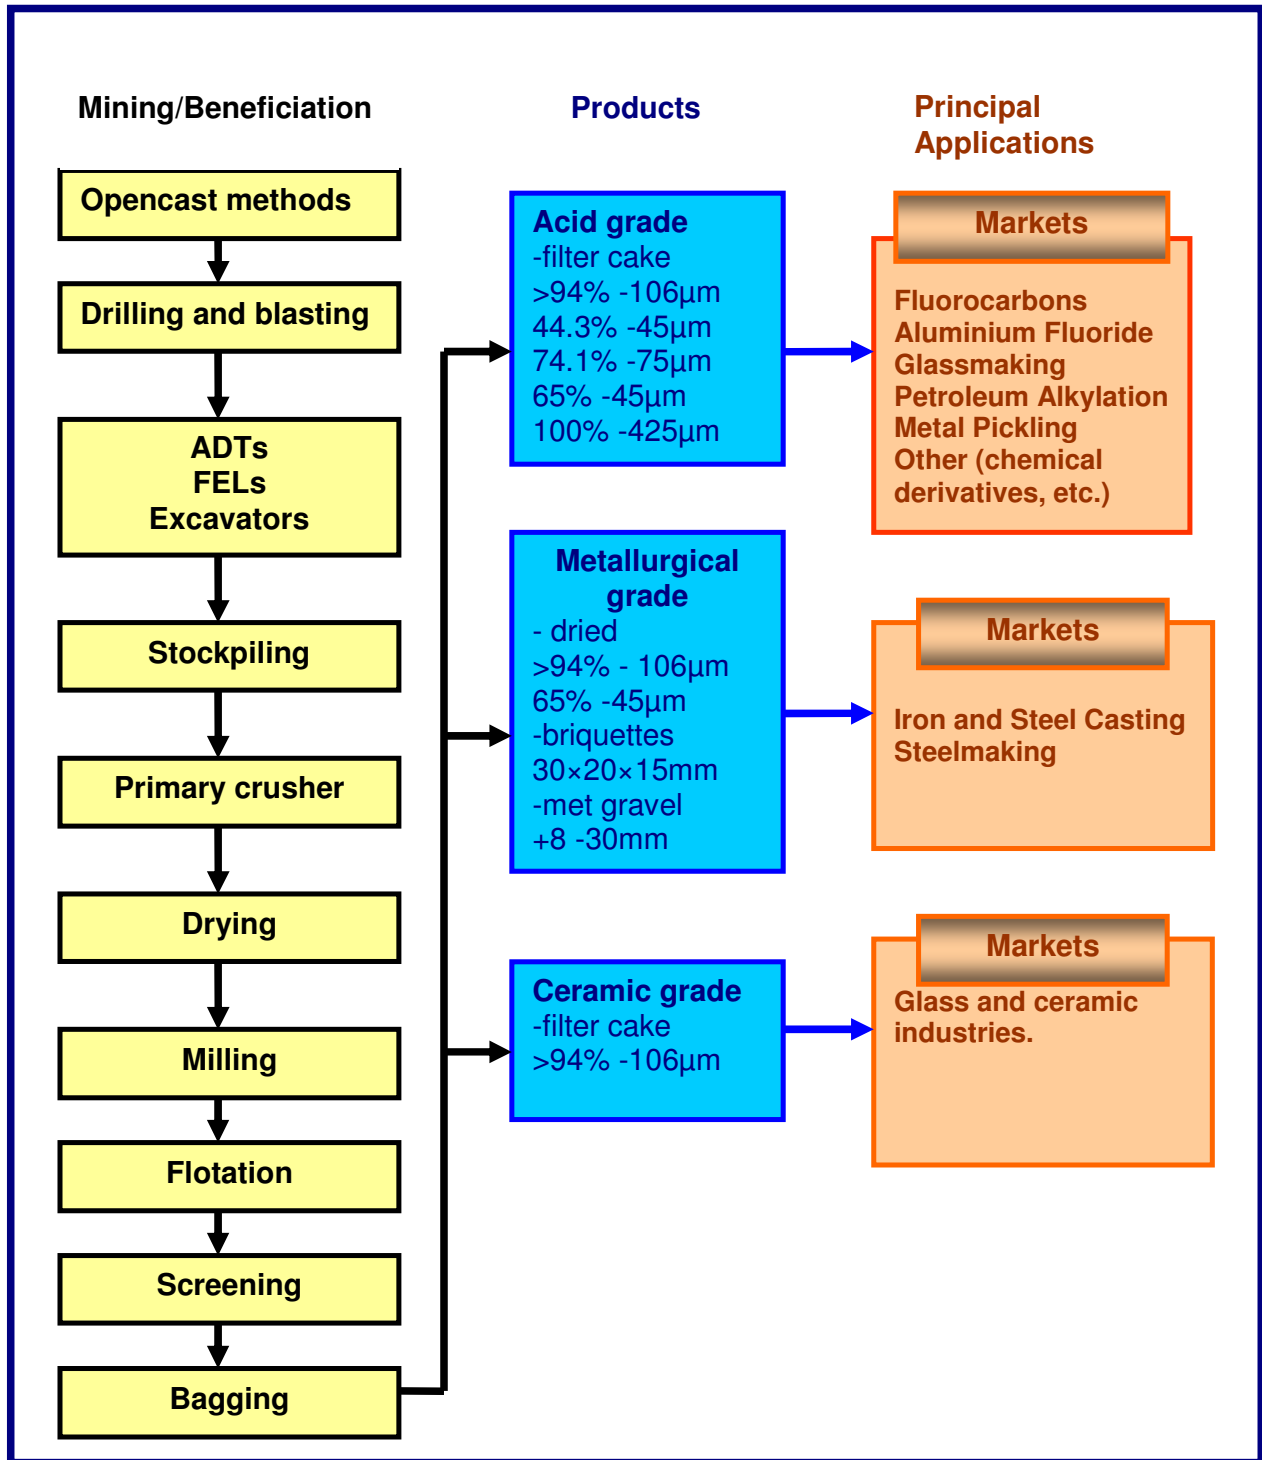 Mining/Beneficiation
Opencast methods
Drilling and blasting
ADTs
FELs
Excavators
Stockpiling
Primary crusher
Drying
Milling
Flotation
Screening
Bagging
Products
Acid grade
-filter cake
>94% -106µm
44.3% -45µm
74.1% -75µm
65% -45µm
100% -425µm
Metallurgical
grade
- dried
>94% - 106µm
65% -45µm
-briquettes
30×20×15mm
-met gravel
+8 -30mm
Ceramic grade
-filter cake
>94% -106µm
Principal
Applications
Markets
Fluorocarbons
Aluminium Fluoride
Glassmaking
Petroleum Alkylation
Metal Pickling
Other (chemical
derivatives, etc.)
Markets
Iron and Steel Casting
Steelmaking
Markets
Glass and ceramic
industries.